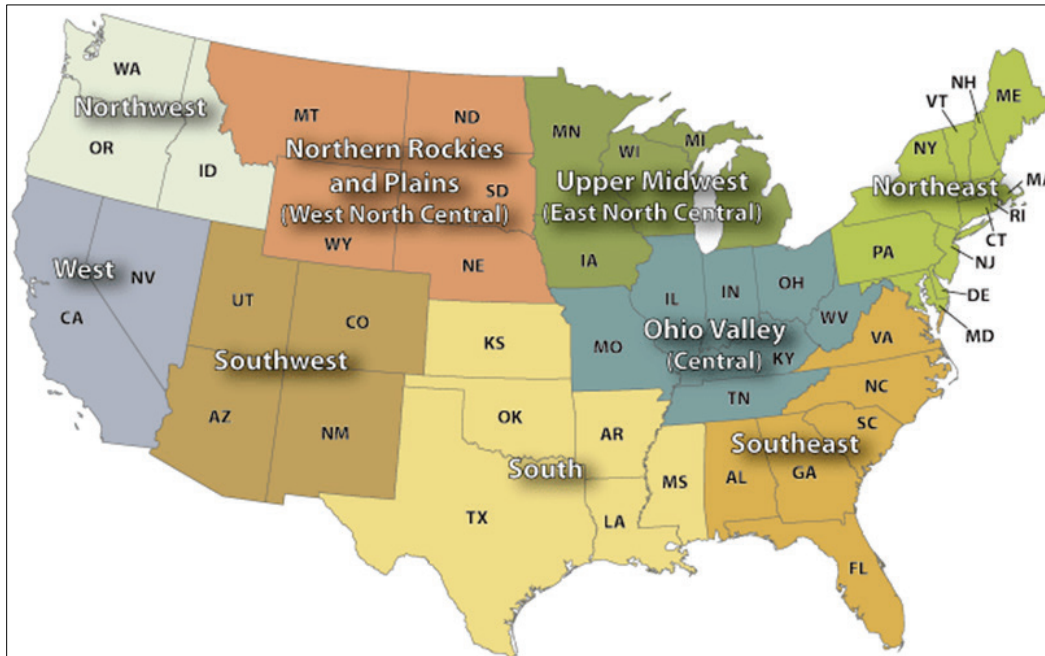 WA
Northwest
OR
ID
MT
ND
Northern Rockies
and Plains
(West North Central)
SD
WY
NE
MN
WI
MI
Upper Midwest
(East North Central)
IA
NH
VT
ME
NY
Northeast
MA
RI
CT
NJ
PA
DE
MD
West
NV
CA
UT
CO
Southwest
AZ
NM
KS
OK
AR
South
TX
LA
MS
IL
IN
OH
Ohio Valley
(Central)
WV
MO
KY
TN
VA
NC
SC
Southeast
AL
GA
FL